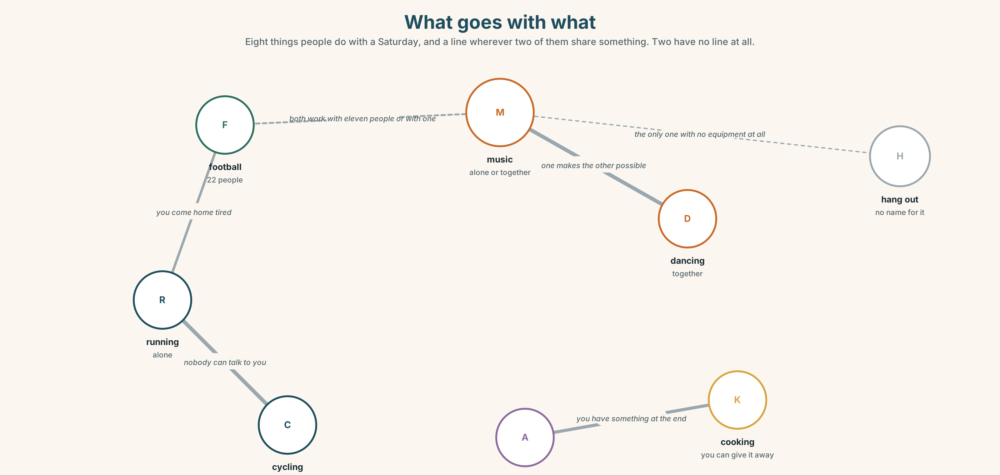 What goes with what
Eight things people do with a Saturday, and a line wherever two of them share something. Two have no line at all.
M
F
both work with eleven people or with one
the only one with no equipment at all
H
music
alone or together
one makes the other possible
football
22 people
hang out
no name for it
you come home tired
D
dancing
together
R
running
alone
nobody can talk to you
K
you have something at the end
C
A
cooking
you can give it away
cycling